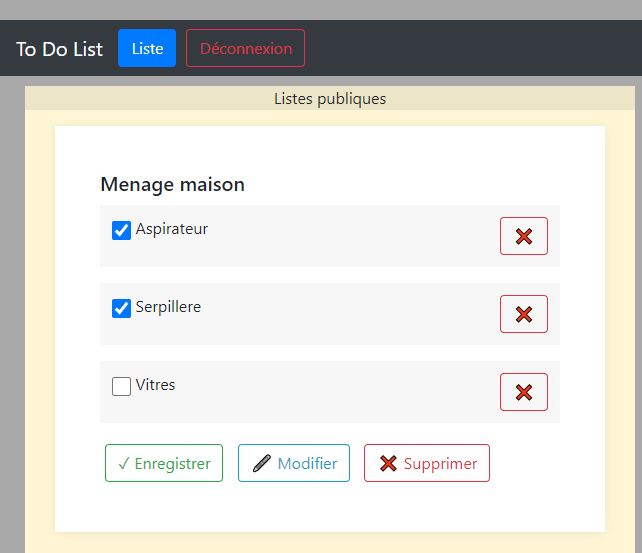 To Do List Liste Déconnexion
Listes publiques
Menage maison
Aspirateur
Serpillere
Vitres
✓ Enregistrer Modifier Supprimer